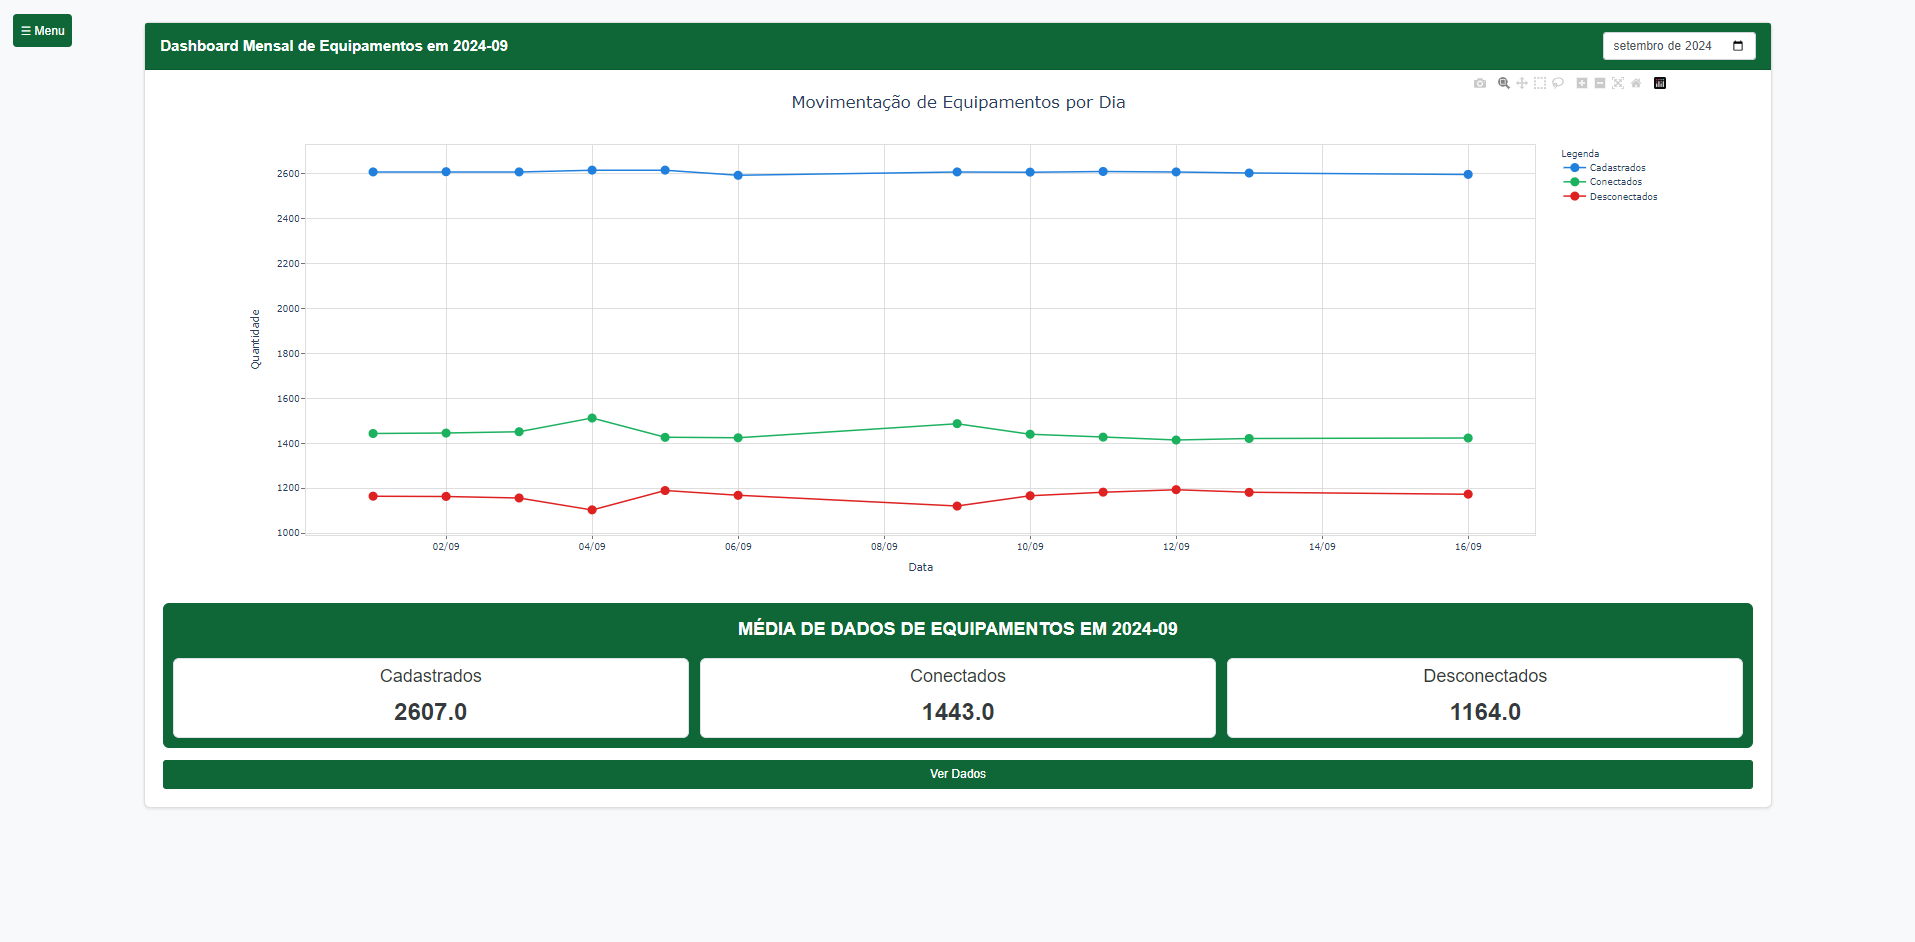 ☰ Menu
Dashboard Mensal de Equipamentos em 2024-09
setembro de 2024
Movimentação de Equipamentos por Dia
Legenda
Cadastrados
Conectados
Desconectados
Quantidade
2600
2400
2200
2000
1800
1600
1400
1200
1000
02/09 04/09 06/09 08/09 10/09 12/09 14/09 16/09
Data
MÉDIA DE DADOS DE EQUIPAMENTOS EM 2024-09
Cadastrados Conectados Desconectados
2607.0 1443.0 1164.0
Ver Dados